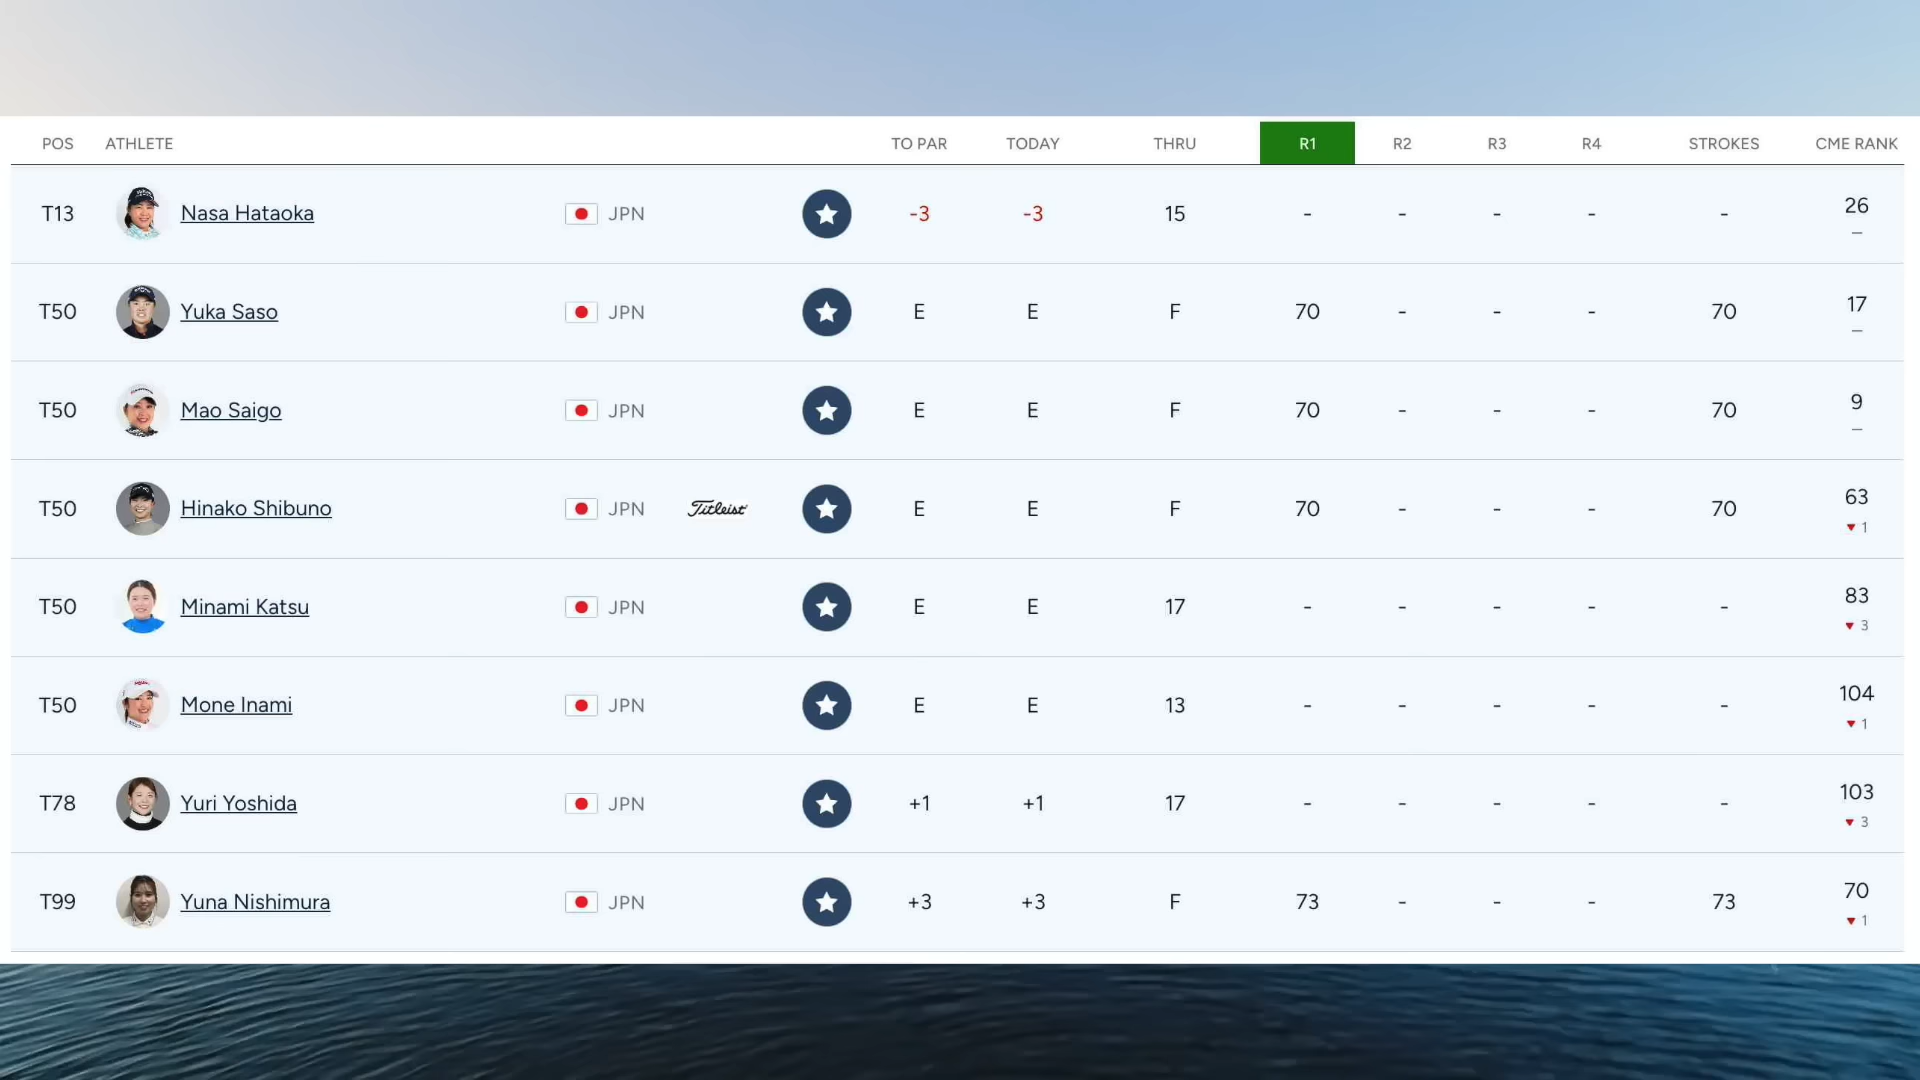 POS ATHLETE TO PAR TODAY THRU R1 R2 R3 R4 STROKES CME RANK
T13 Nasa Hataoka JPN -3 -3 15 - - - - - 26
–
T50 Yuka Saso JPN E E F 70 - - - 70 17
–
T50 Mao Saigo JPN E E F 70 - - - 70 9
–
T50 Hinako Shibuno JPN Titleist E E F 70 - - - 70 63
▼ 1
T50 Minami Katsu JPN E E 17 - - - - - 83
▼ 3
T50 Mone Inami JPN E E 13 - - - - - 104
▼ 1
T78 Yuri Yoshida JPN +1 +1 17 - - - - - 103
▼ 3
T99 Yuna Nishimura JPN +3 +3 F 73 - - - 73 70
▼ 1